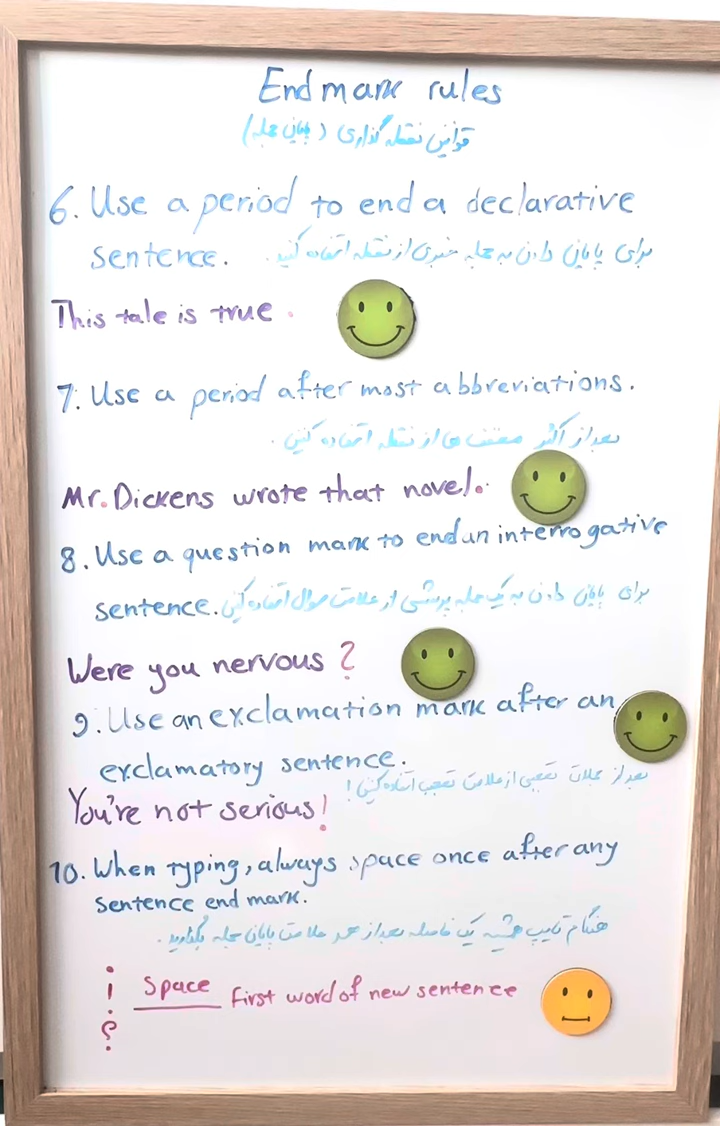 End mark rules
قوانین نقطه گذاری (پایان جمله)
6. Use a period to end a declarative
sentence. برای پایان دادن به جمله خبری از نقطه استفاده کنید.
This tale is true.
7. Use a period after most abbreviations.
بعد از اکثر مخفف ها از نقطه استفاده کنید.
Mr. Dickens wrote that novel.
8. Use a question mark to end an interrogative
sentence. برای پایان دادن به یک جمله پرسشی از علامت سوال استفاده کنید
Were you nervous?
9. Use an exclamation mark after an
exclamatory sentence.
بعد از جملات تعجبی از علامت تعجب استفاده کنید!
You're not serious!
10. When typing, always space once after any
sentence end mark.
هنگام تایپ همیشه یک فاصله بعد از هر علامت پایان جمله بگذارید.
. ! ؟ Space First word of new sentence